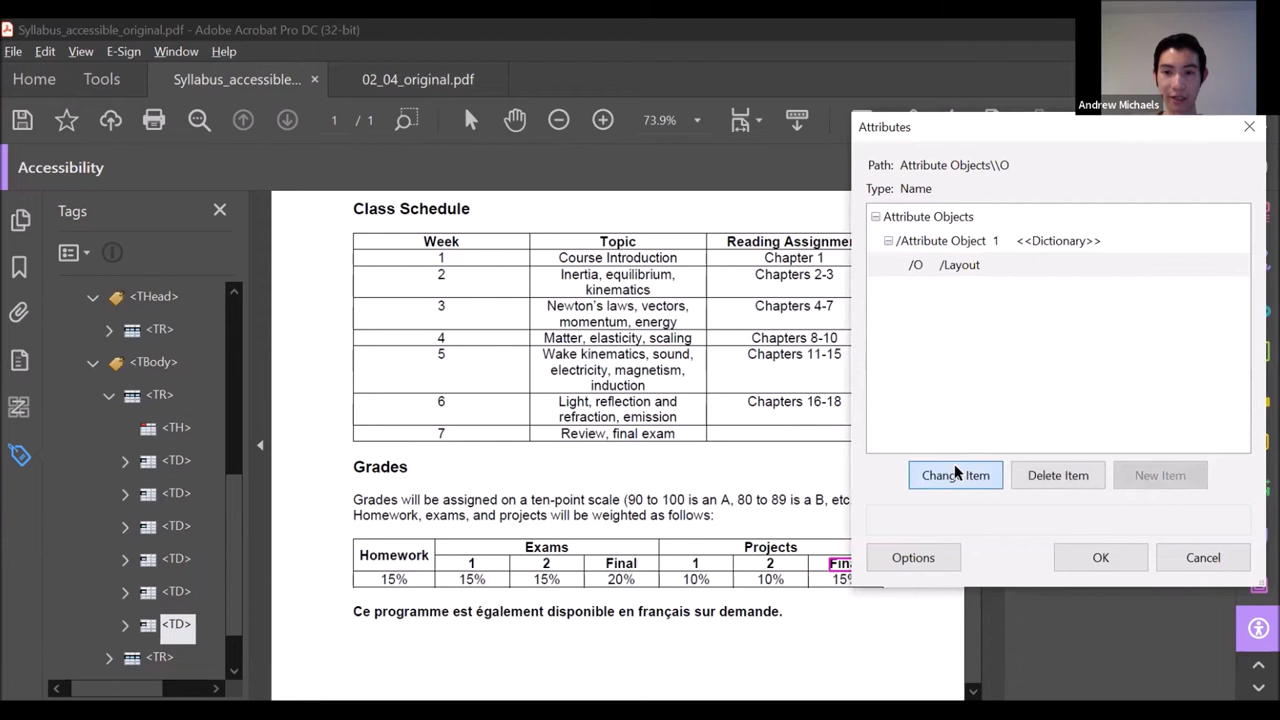 Syllabus_accessible_original.pdf - Adobe Acrobat Pro DC (32-bit)
File Edit View E-Sign Window Help
Home Tools Syllabus_accessible... × 02_04_original.pdf
1 / 1 73.9%
Andrew Michaels
Accessibility
Tags
<THead>
<TR>
<TBody>
<TR>
<TH>
<TD>
<TD>
<TD>
<TD>
<TD>
<TD>
<TR>
Class Schedule
Week Topic Reading Assignm
1 Course Introduction Chapter 1
2 Inertia, equilibrium, Chapters 2-3
kinematics
3 Newton's laws, vectors, Chapters 4-7
momentum, energy
4 Matter, elasticity, scaling Chapters 8-10
5 Wake kinematics, sound, Chapters 11-15
electricity, magnetism,
induction
6 Light, reflection and Chapters 16-18
refraction, emission
7 Review, final exam
Grades
Grades will be assigned on a ten-point scale (90 to 100 is an A, 80 to 89 is a B, etc
Homework, exams, and projects will be weighted as follows:
Homework Exams Projects
1 2 Final 1 2 Fin
15% 15% 15% 20% 10% 10% 15%
Ce programme est également disponible en français sur demande.
Attributes
Path: Attribute Objects\\O
Type: Name
Attribute Objects
/Attribute Object 1 <<Dictionary>>
/O /Layout
Change Item Delete Item New Item
Options OK Cancel